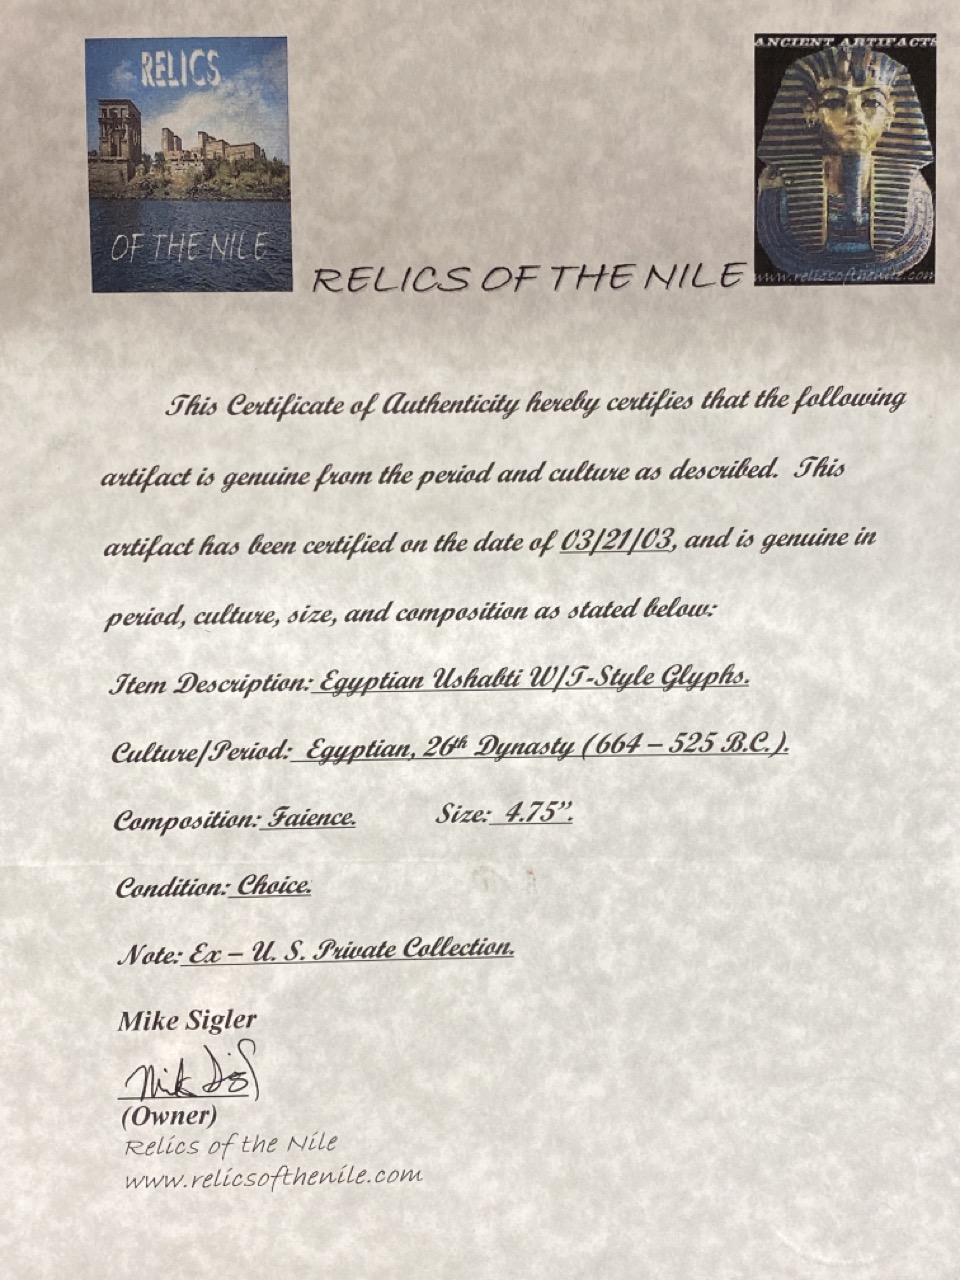 RELICS
OF THE NILE
ANCIENT ARTIFACTS
www.relicsofthenile.com
RELICS OF THE NILE
This Certificate of Authenticity hereby certifies that the following
artifact is genuine from the period and culture as described. This
artifact has been certified on the date of 03/21/03, and is genuine in
period, culture, size, and composition as stated below:
Item Description: Egyptian Ushabti W/T-Style Glyphs.
Culture/Period: Egyptian, 26th Dynasty (664 – 525 B.C.).
Composition: Faience. Size: 4.75".
Condition: Choice.
Note: Ex – U. S. Private Collection.
Mike Sigler
Mik Sigl
(Owner)
Relics of the Nile
www.relicsofthenile.com